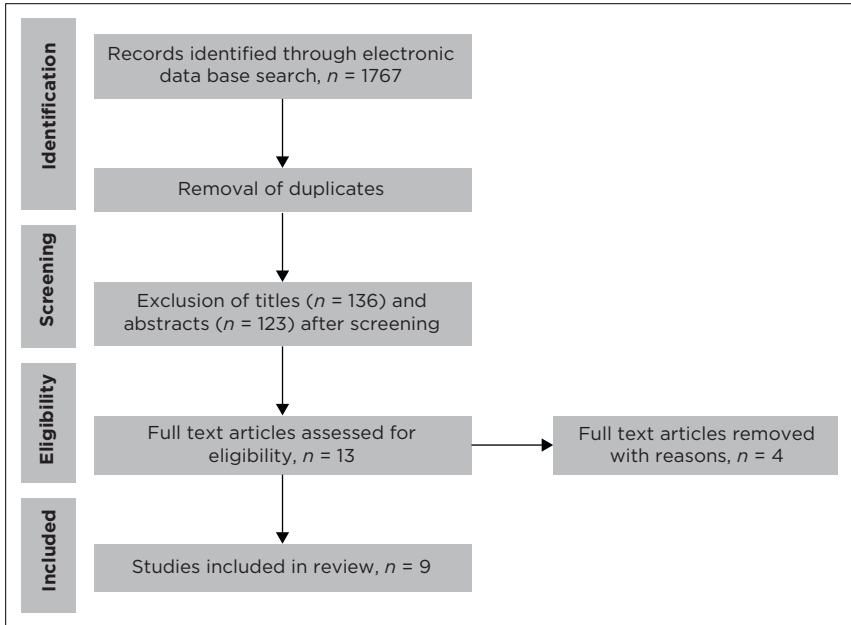 Identification
Records identified through electronic
data base search, n = 1767
Removal of duplicates
Screening
Exclusion of titles (n = 136) and
abstracts (n = 123) after screening
Eligibility
Full text articles assessed for
eligibility, n = 13
Full text articles removed
with reasons, n = 4
Included
Studies included in review, n = 9